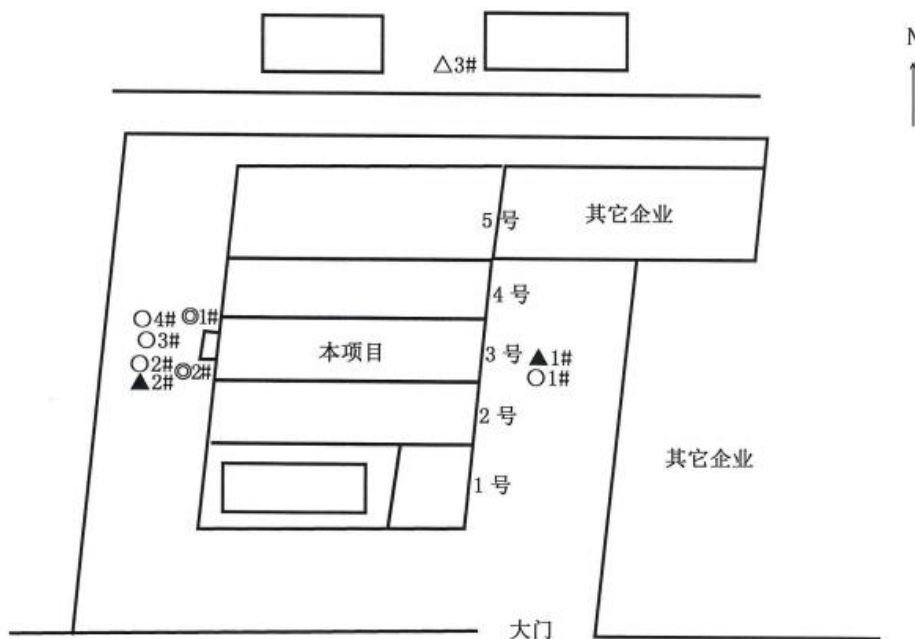 N
△3#
5号
其它企业
4号
○4# ◎1#
○3#
本项目
3号
▲1#
○2#
◎2#
○1#
▲2#
2号
其它企业
1号
大门